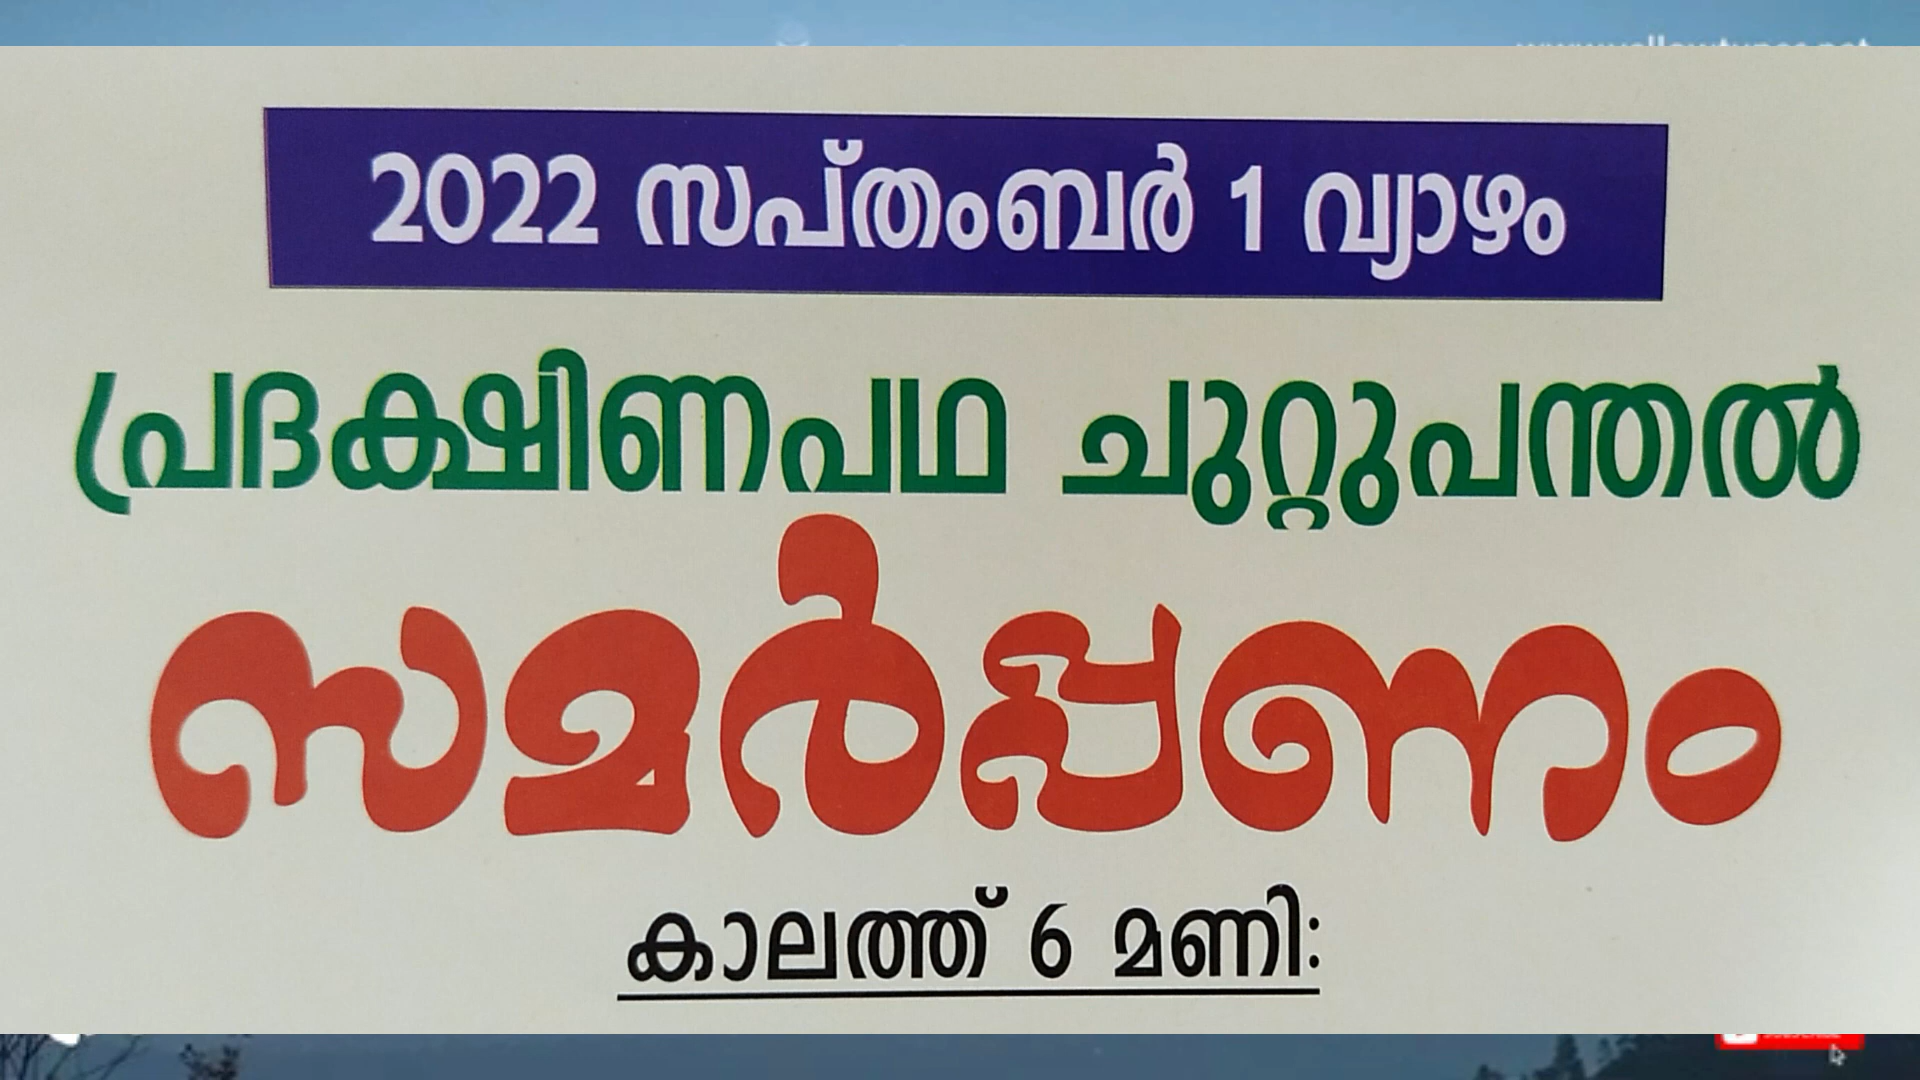 2022 സപ്തംബർ 1 വ്യാഴം
പ്രദക്ഷിണപഥ ചുറ്റുപന്തൽ
സമർപ്പണം
കാലത്ത് 6 മണി: